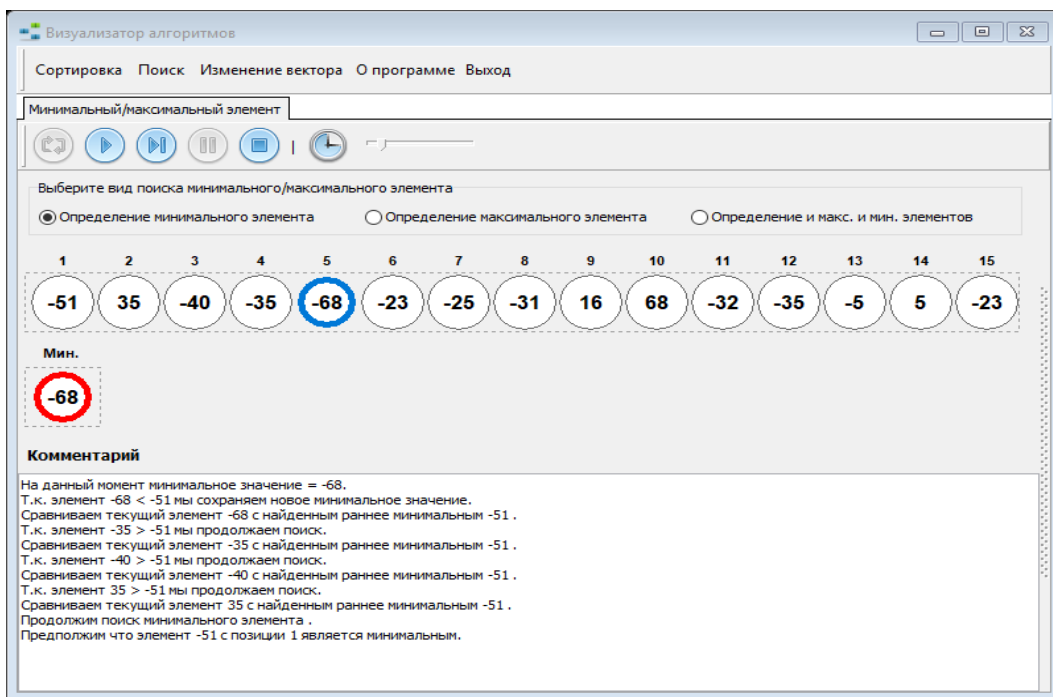 Визуализатор алгоритмов
Сортировка Поиск Изменение вектора О программе Выход
Минимальный/максимальный элемент
Выберите вид поиска минимального/максимального элемента
Определение минимального элемента Определение максимального элемента Определение и макс. и мин. элементов
1 2 3 4 5 6 7 8 9 10 11 12 13 14 15
-51 35 -40 -35 -68 -23 -25 -31 16 68 -32 -35 -5 5 -23
Мин.
-68
Комментарий
На данный момент минимальное значение = -68.
Т.к. элемент -68 < -51 мы сохраняем новое минимальное значение.
Сравниваем текущий элемент -68 с найденным раннее минимальным -51 .
Т.к. элемент -35 > -51 мы продолжаем поиск.
Сравниваем текущий элемент -35 с найденным раннее минимальным -51 .
Т.к. элемент -40 > -51 мы продолжаем поиск.
Сравниваем текущий элемент -40 с найденным раннее минимальным -51 .
Т.к. элемент 35 > -51 мы продолжаем поиск.
Сравниваем текущий элемент 35 с найденным раннее минимальным -51 .
Продолжим поиск минимального элемента .
Предполжим что элемент -51 с позиции 1 является минимальным.